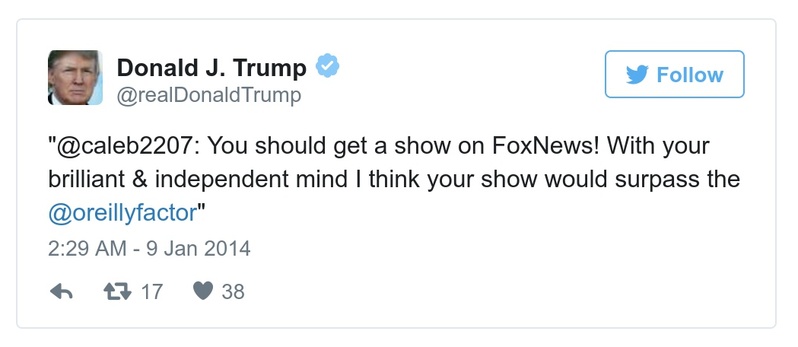 Donald J. Trump
@realDonaldTrump
Follow
"@caleb2207: You should get a show on FoxNews! With your
brilliant & independent mind I think your show would surpass the
@oreillyfactor"
2:29 AM - 9 Jan 2014
17 38